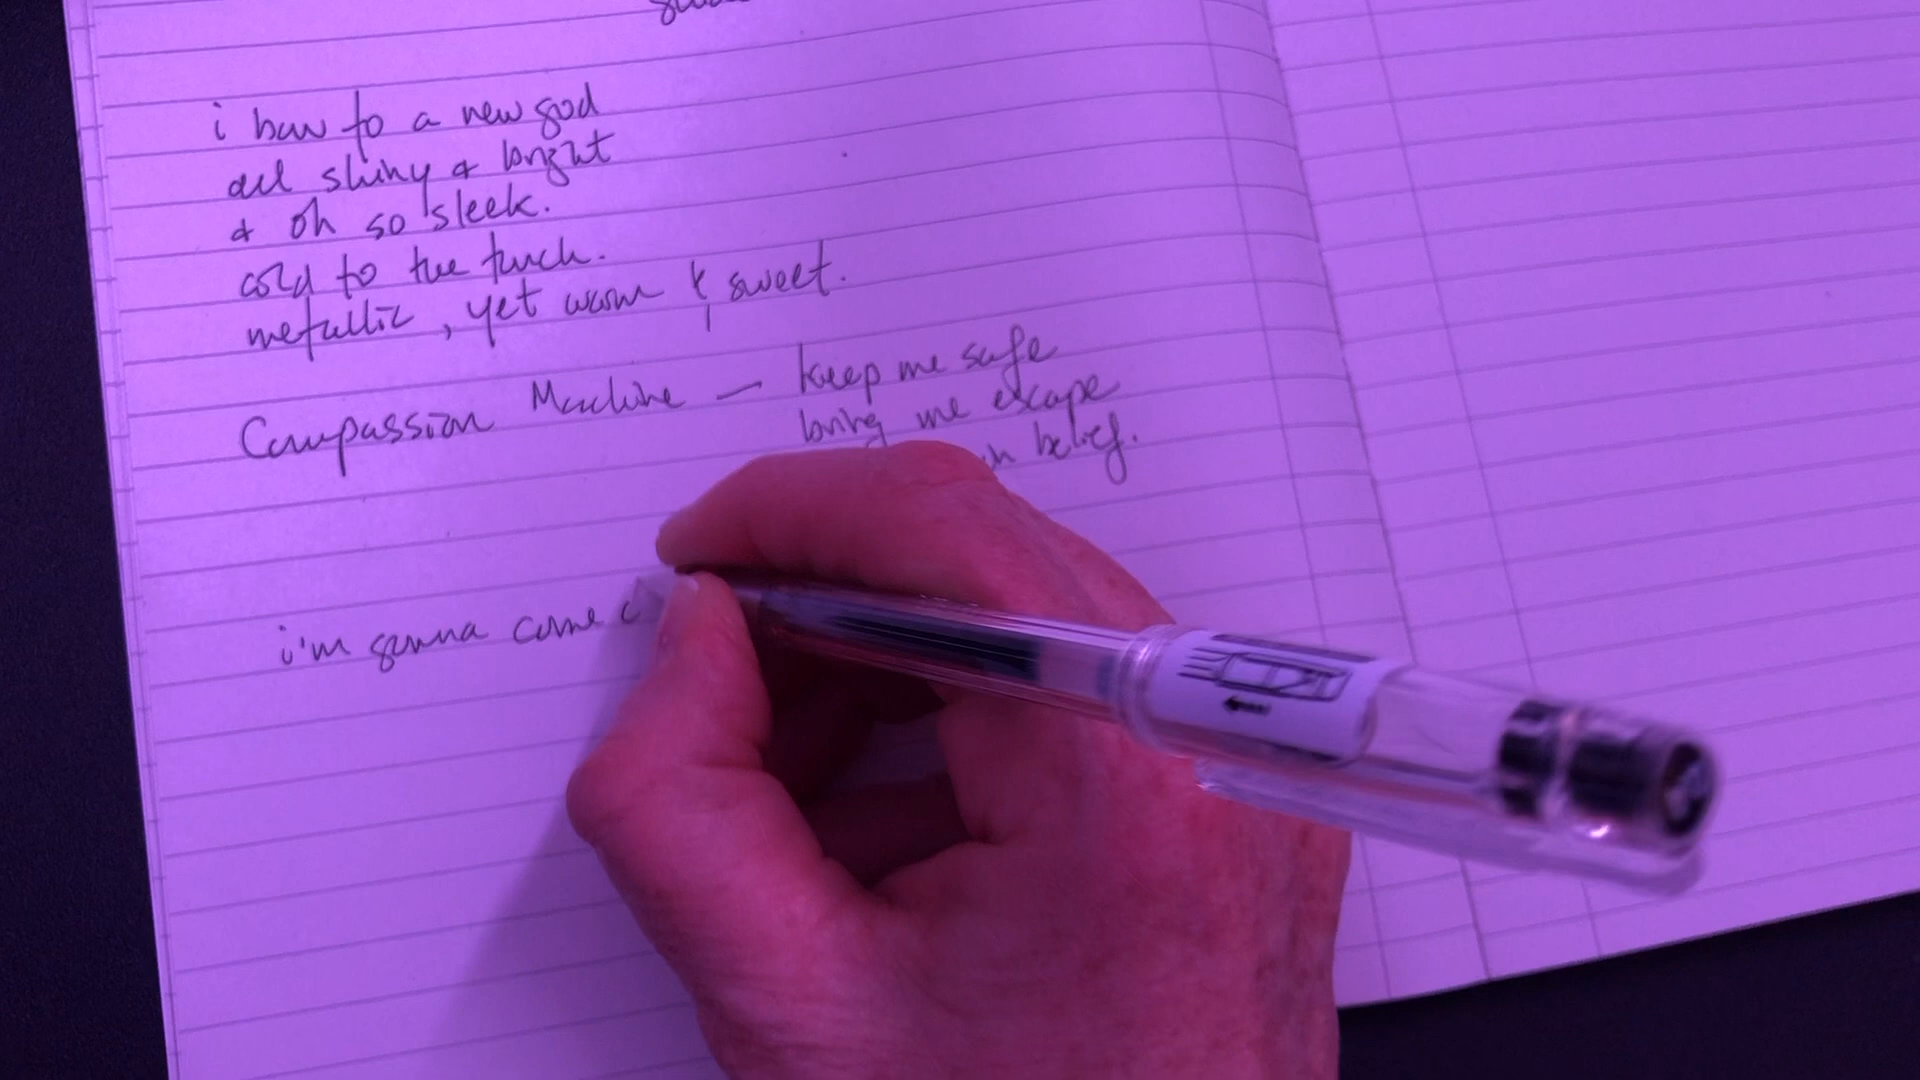 i bow to a new god
all shiny & bright
& oh so sleek.
cold to the touch.
metallic, yet warm & sweet.
Compassion Machine — keep me safe
bring me escape
belief.
i'm gonna come c